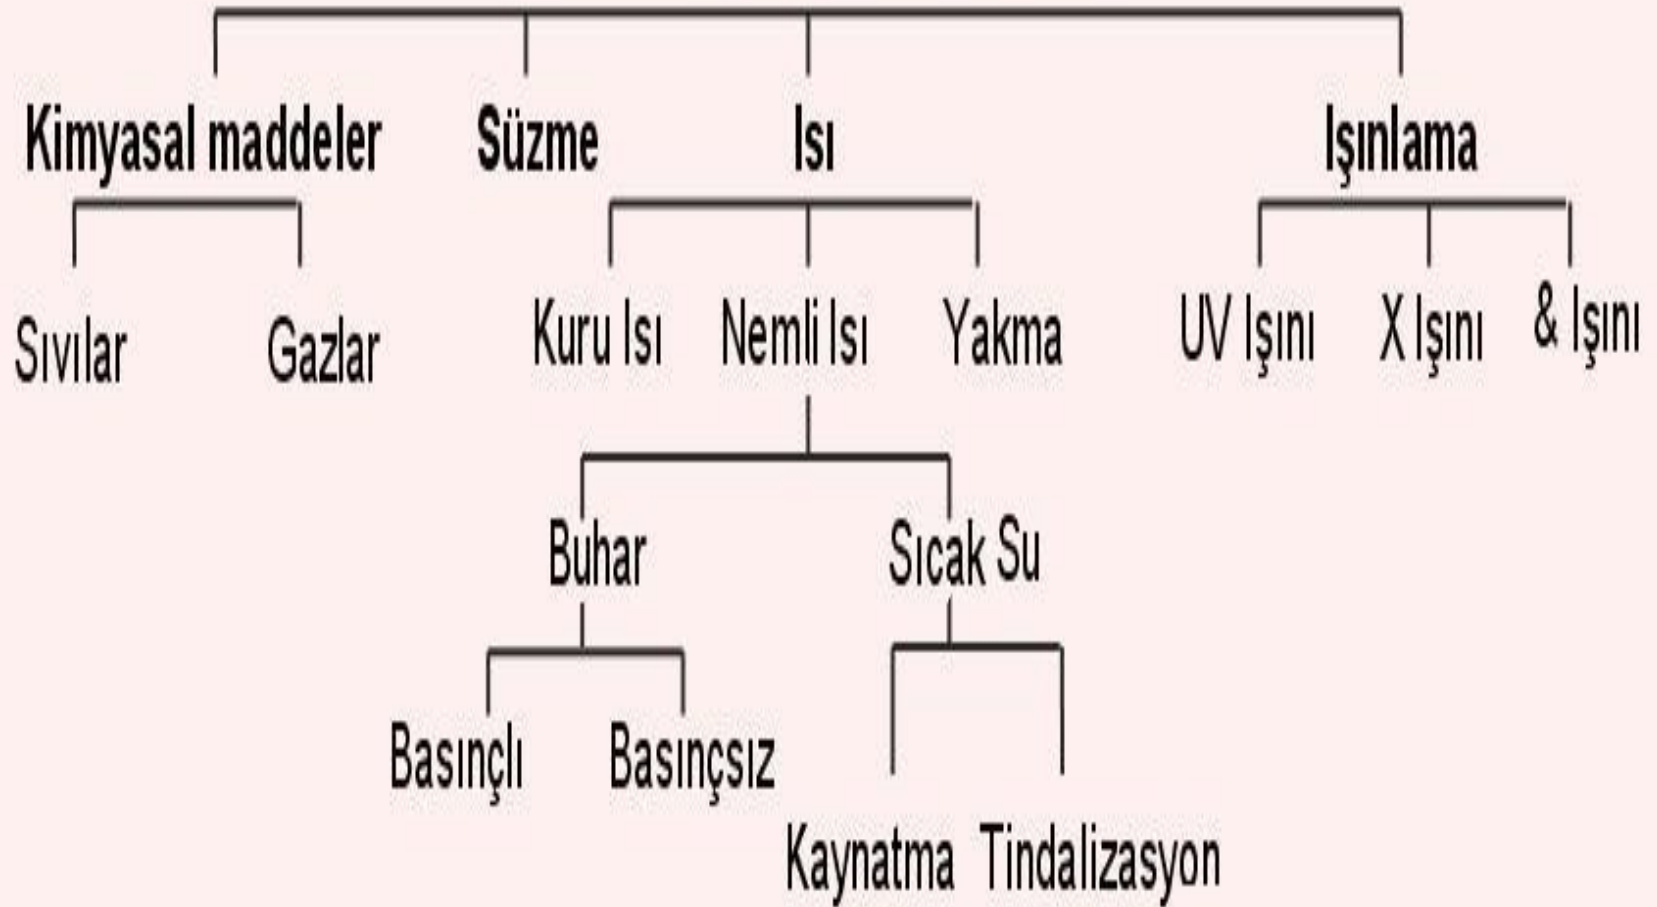 Kimyasal maddeler Süzme Isı Işınlama
Sıvılar Gazlar Kuru Isı Nemli Isı Yakma UV Işını X Işını & Işını
Buhar Sıcak Su
Basınçlı Basınçsız
Kaynatma Tindalizasyon